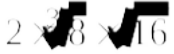 2 × ∛8 × √16